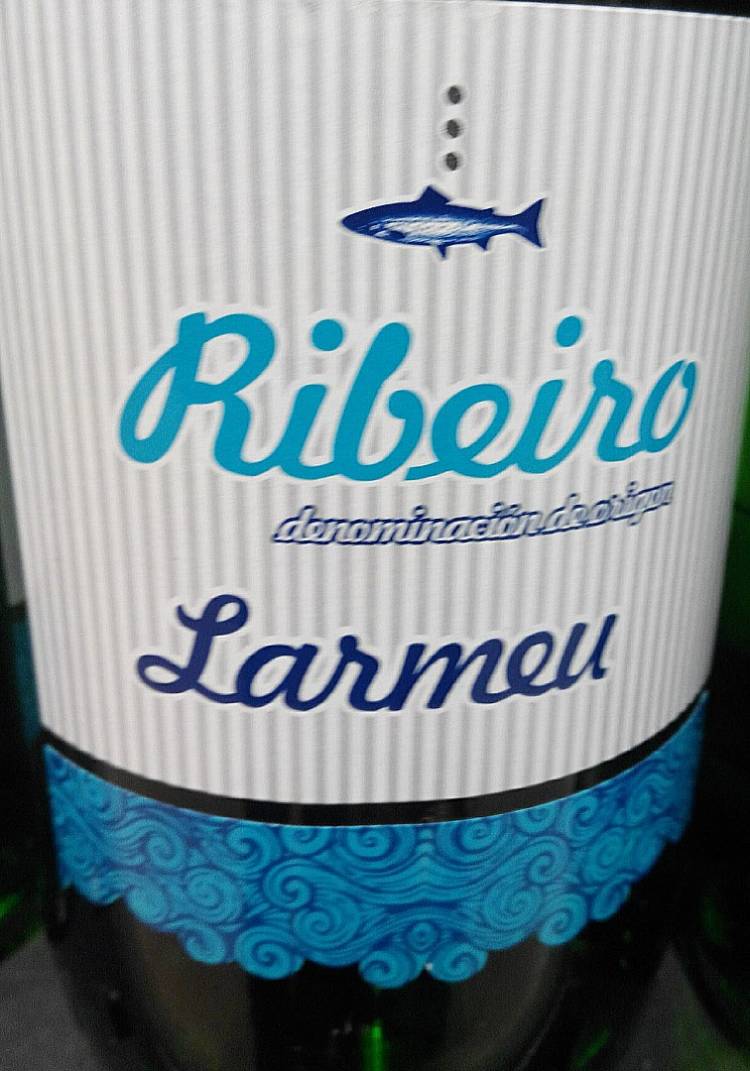 Ribeiro
denominación de origen
Larmeu